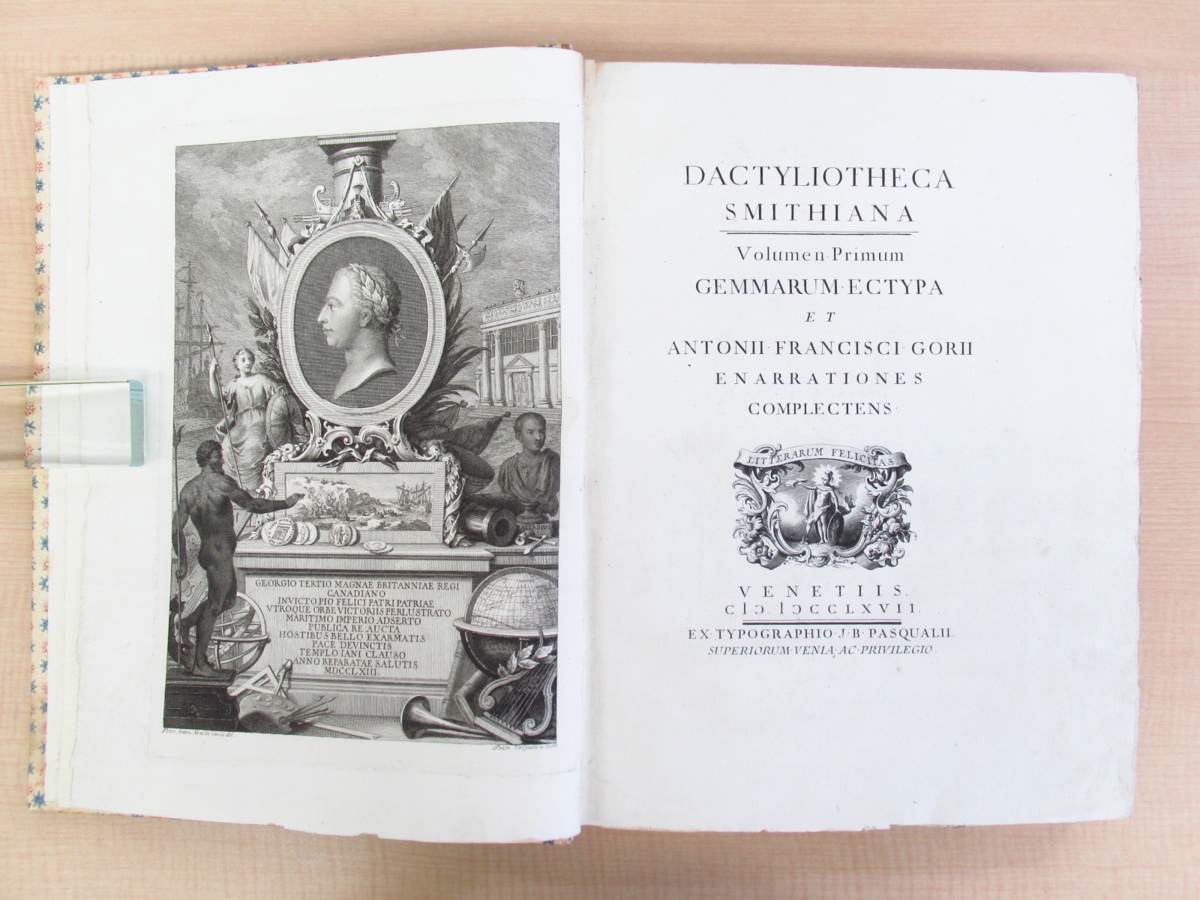 GEORGIO TERTIO MAGNAE BRITANNIAE REGI
CANADIANO
INVICTO PIO FELICI PATRI PATRIAE
VTROQUE ORBE VICTORIIS PERLUSTRATO
MARITIMO IMPERIO ADSERTO
PUBLICA RE AUCTA
HOSTIBUS BELLO EXARMATIS
PACE DEVINCTIS
TEMPLO IANI CLAUSO
ANNO REPARATAE SALUTIS
MDCCLXIII.
DACTYLIOTHECA
SMITHIANA
Volumen Primum
GEMMARUM·ECTYPA
ET
ANTONII·FRANCISCI·GORII
ENARRATIONES
COMPLECTENS·
LITTERARUM FELICITAS
VENETIIS.
CIↃ IↃCCLXVII.
EX·TYPOGRAPHIO·J·B·PASQUALII.
SUPERIORUM·VENIA·AC·PRIVILEGIO.